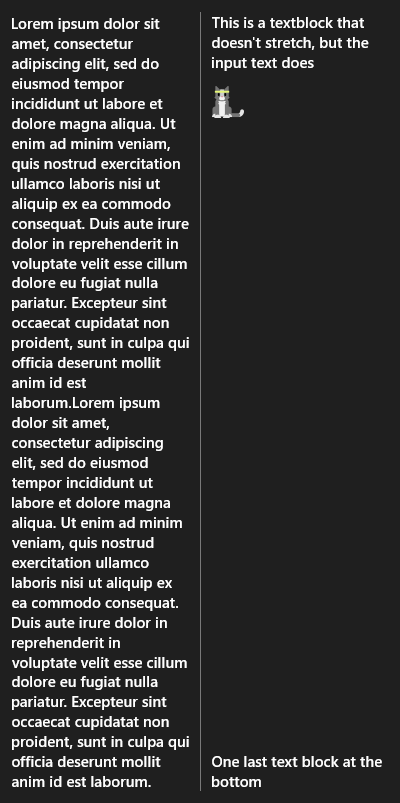 Lorem ipsum dolor sit
amet, consectetur
adipiscing elit, sed do
eiusmod tempor
incididunt ut labore et
dolore magna aliqua. Ut
enim ad minim veniam,
quis nostrud exercitation
ullamco laboris nisi ut
aliquip ex ea commodo
consequat. Duis aute irure
dolor in reprehenderit in
voluptate velit esse cillum
dolore eu fugiat nulla
pariatur. Excepteur sint
occaecat cupidatat non
proident, sunt in culpa qui
officia deserunt mollit
anim id est
laborum.Lorem ipsum
dolor sit amet,
consectetur adipiscing
elit, sed do eiusmod
tempor incididunt ut
labore et dolore magna
aliqua. Ut enim ad minim
veniam, quis nostrud
exercitation ullamco
laboris nisi ut aliquip ex
ea commodo consequat.
Duis aute irure dolor in
reprehenderit in
voluptate velit esse cillum
dolore eu fugiat nulla
pariatur. Excepteur sint
occaecat cupidatat non
proident, sunt in culpa qui
officia deserunt mollit
anim id est laborum.
This is a textblock that
doesn't stretch, but the
input text does
One last text block at the
bottom